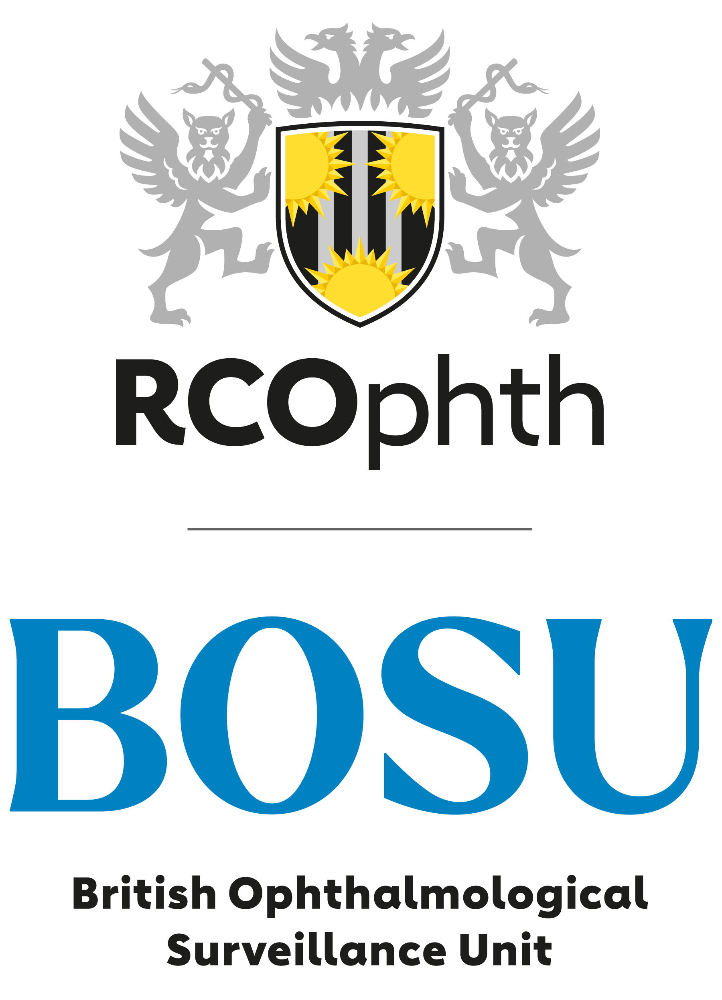 RCOphth
BOSU
British Ophthalmological
Surveillance Unit